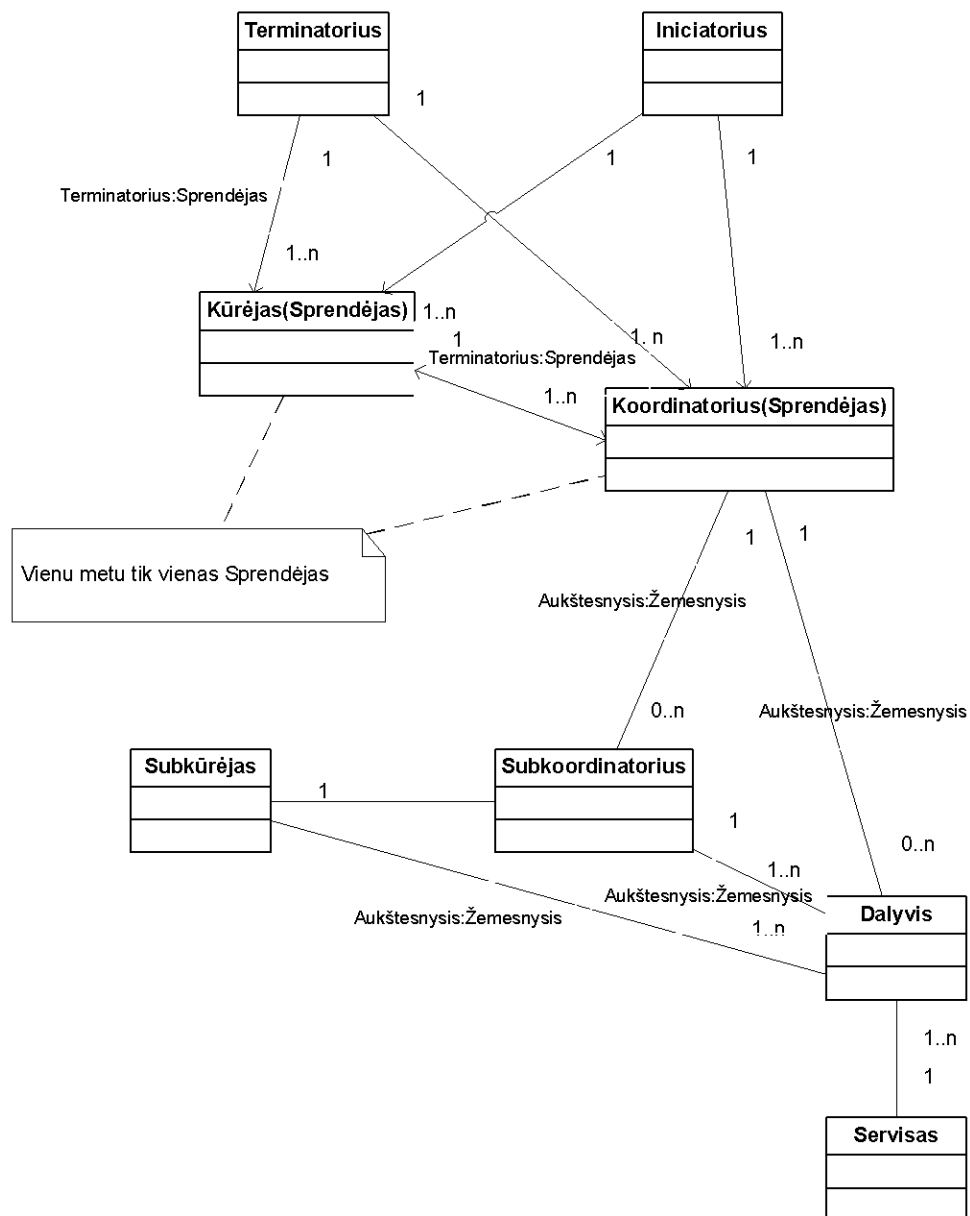 Terminatorius
Iniciatorius
1
1
1
1
Terminatorius:Sprendėjas
1..n
Kūrėjas(Sprendėjas)
1..n
1
1. n
1..n
Terminatorius:Sprendėjas
1..n
Koordinatorius(Sprendėjas)
1
1
Vienu metu tik vienas Sprendėjas
Aukštesnysis:Žemesnysis
0..n
Aukštesnysis:Žemesnysis
Subkūrėjas
Subkoordinatorius
1
1
0..n
1..n
Aukštesnysis:Žemesnysis
Aukštesnysis:Žemesnysis
1..n
Dalyvis
1..n
1
Servisas